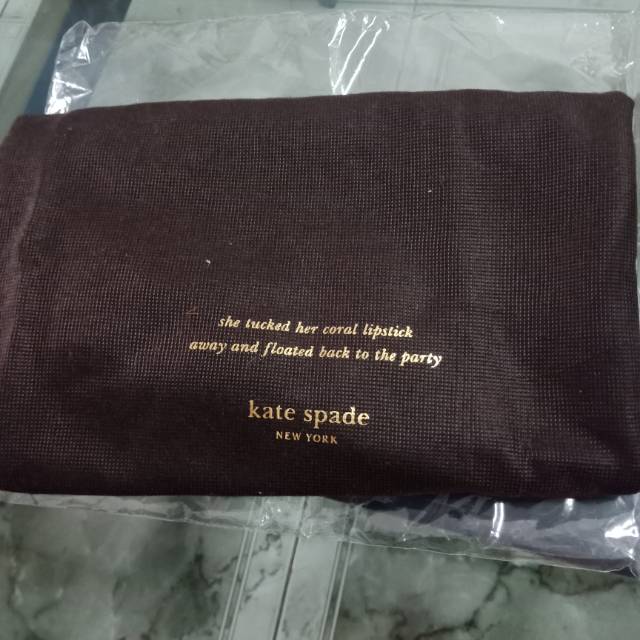 she tucked her coral lipstick
away and floated back to the party
kate spade
NEW YORK